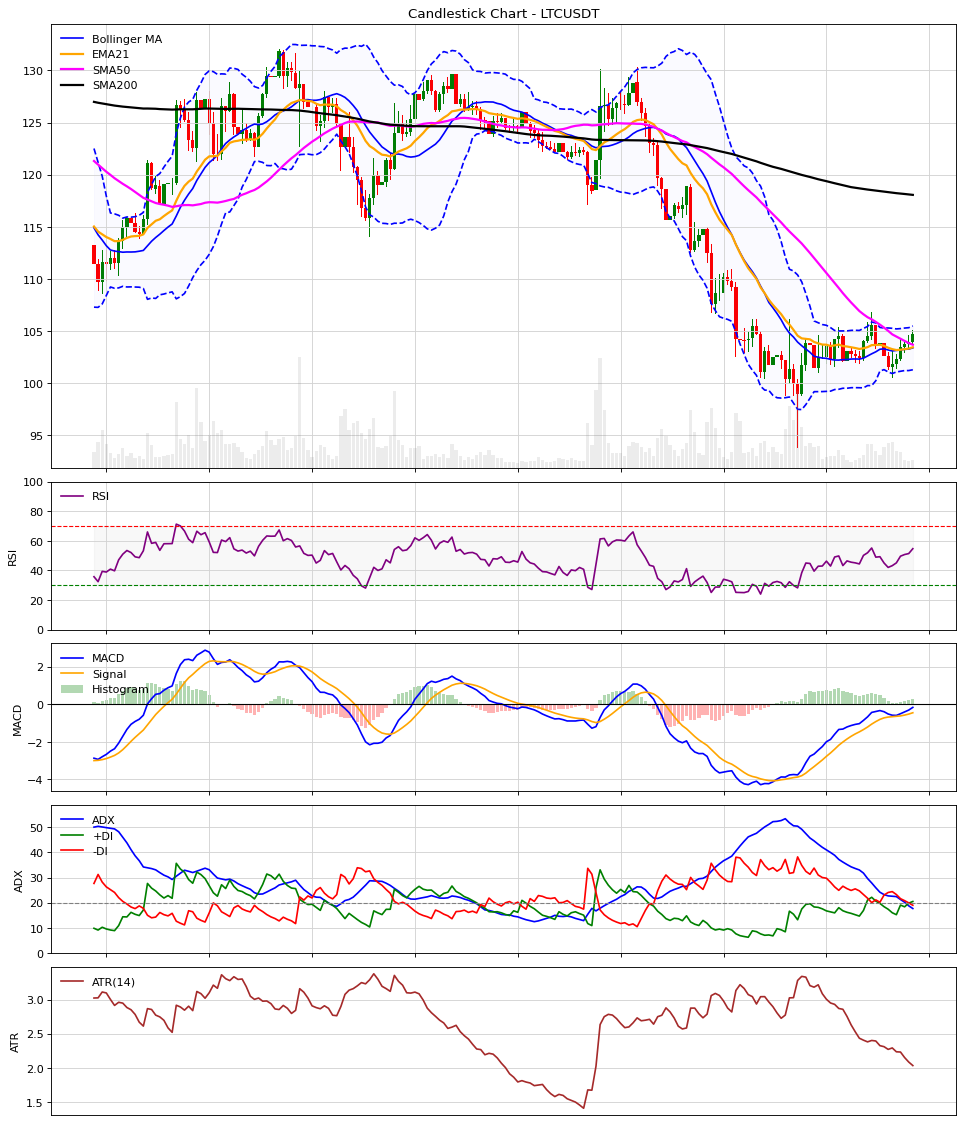 Candlestick Chart - LTCUSDT
Bollinger MA
EMA21
SMA50
SMA200
130
125
120
115
110
105
100
95
RSI
RSI
100
80
60
40
20
0
MACD
Signal
Histogram
MACD
2
0
−2
−4
ADX
+DI
-DI
ADX
50
40
30
20
10
0
ATR(14)
ATR
3.0
2.5
2.0
1.5